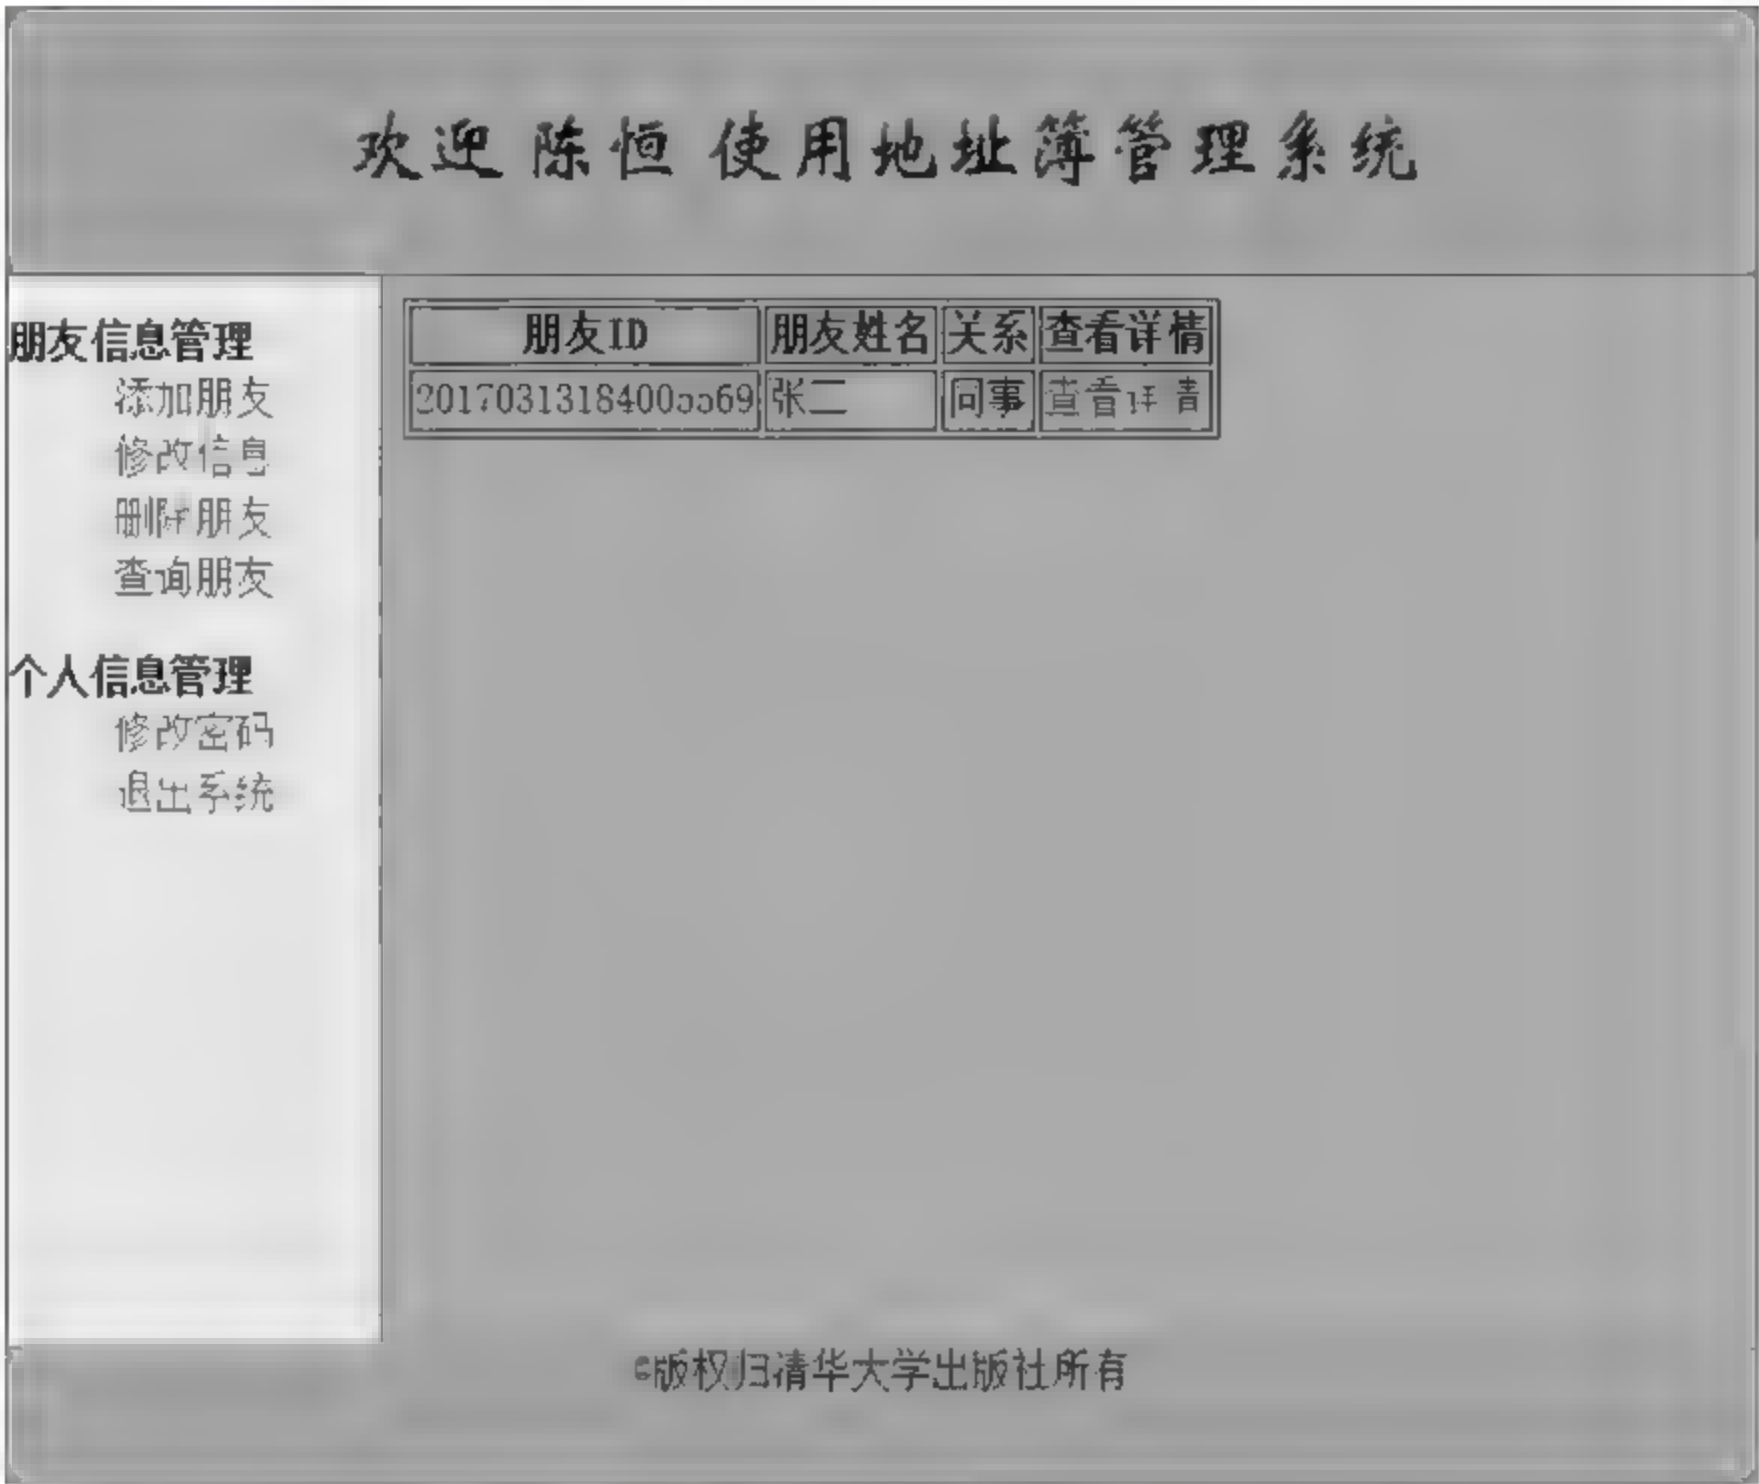 欢迎 陈恒 使用地址簿管理系统
朋友信息管理
添加朋友
修改信息
删除朋友
查询朋友
个人信息管理
修改密码
退出系统
朋友ID 朋友姓名 关系 查看详情
20170313184005569 张二 同事 查看详情
©版权归清华大学出版社所有